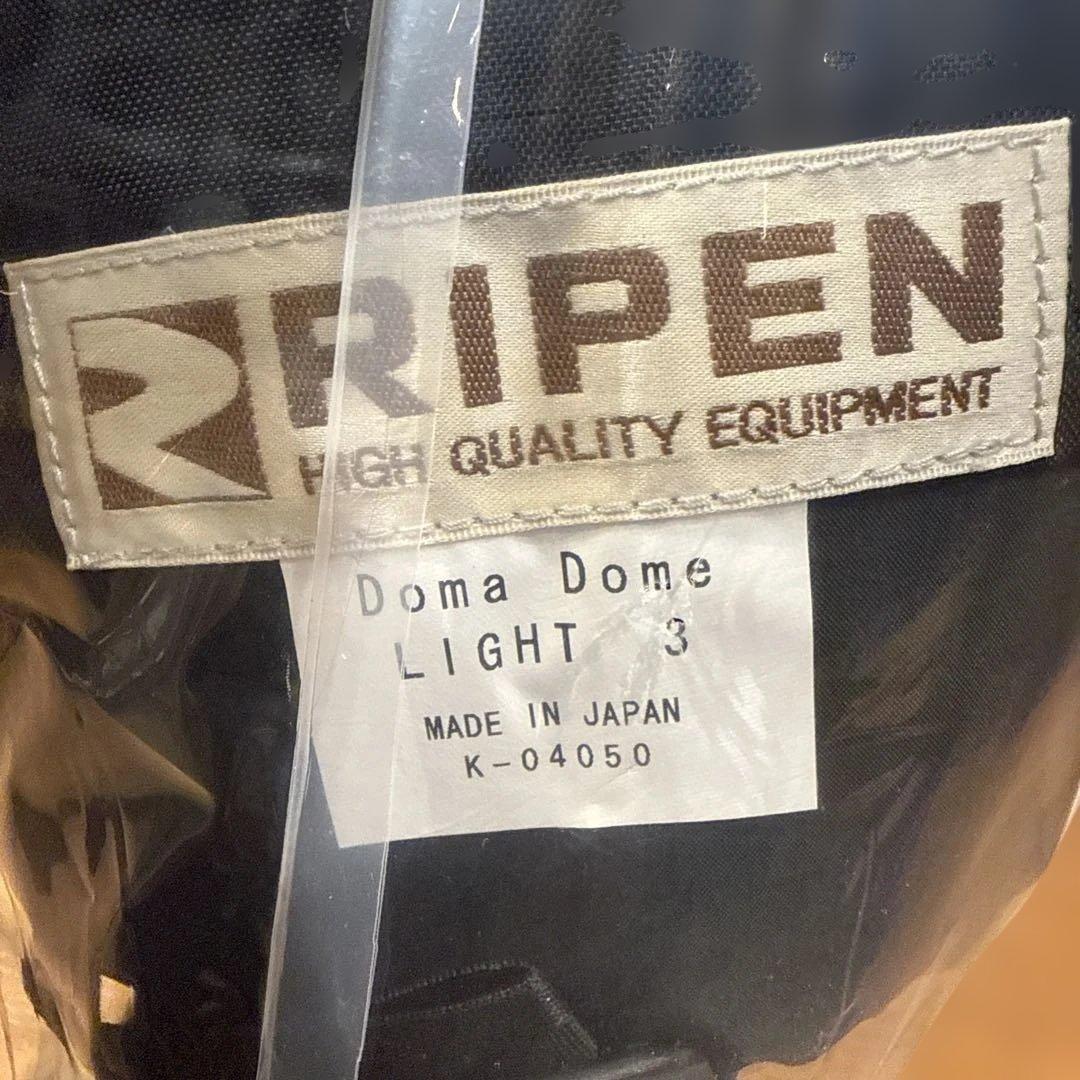 RIPEN
HIGH QUALITY EQUIPMENT
Doma Dome
LIGHT 3
MADE IN JAPAN
K-04050